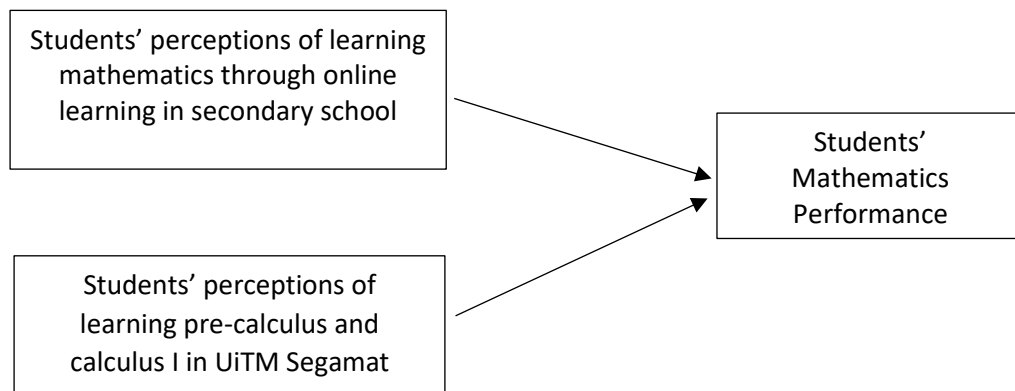 Students’ perceptions of learning
mathematics through online
learning in secondary school
Students’
Mathematics
Performance
Students’ perceptions of
learning pre-calculus and
calculus I in UiTM Segamat